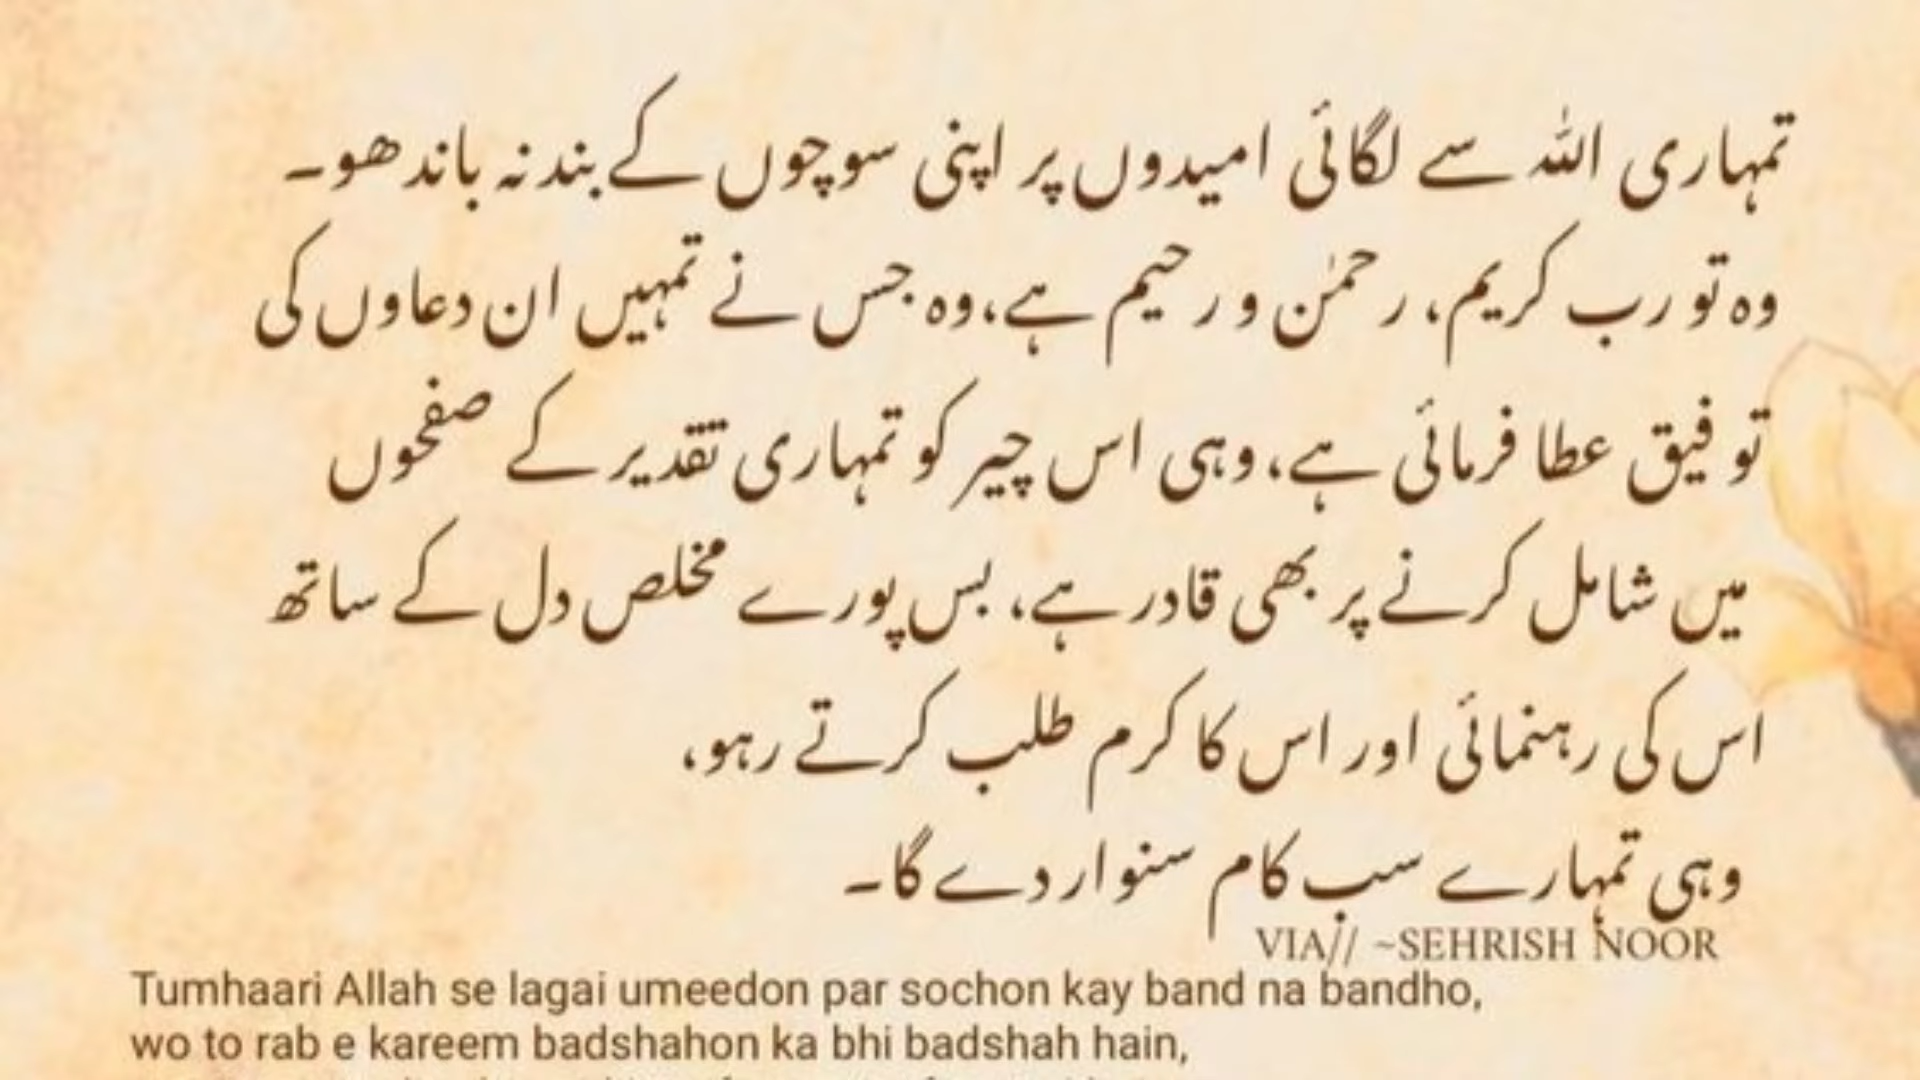 تمہاری اللہ سے لگائی امیدوں پر اپنی سوچوں کے بند نہ باندھو۔
وہ تو رب کریم، رحمٰن و رحیم ہے، وہ جس نے تمہیں ان دعاوں کی
توفیق عطا فرمائی ہے، وہی اس چیر کو تمہاری تقدیر کے صفحوں
میں شامل کرنے پر بھی قادر ہے، بس پورے مخلص دل کے ساتھ
اس کی رہنمائی اور اس کا کرم طلب کرتے رہو،
وہی تمہارے سب کام سنوار دے گا۔
VIA// ~SEHRISH NOOR
Tumhaari Allah se lagai umeedon par sochon kay band na bandho,
wo to rab e kareem badshahon ka bhi badshah hain,